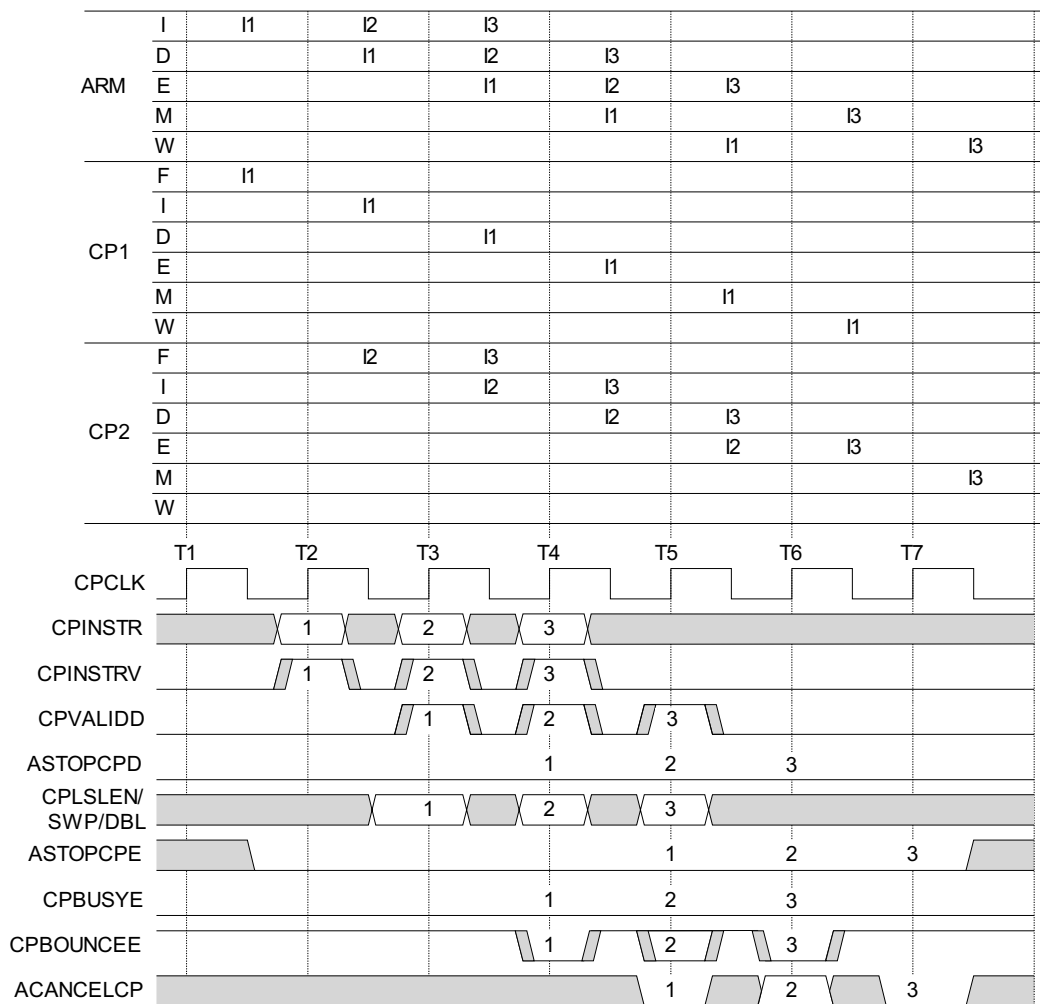 I I1 I2 I3
D I1 I2 I3
ARM E I1 I2 I3
M I1 I3
W I1 I3
F I1
I I1
D I1
CP1
E I1
M I1
W I1
F I2 I3
I I2 I3
D I2 I3
CP2
E I2 I3
M I3
W
T1 T2 T3 T4 T5 T6 T7
CPCLK
CPINSTR 1 2 3
CPINSTRV 1 2 3
CPVALIDD 1 2 3
ASTOPCPD 1 2 3
CPLSLEN/
SWP/DBL 1 2 3
ASTOPCPE 1 2 3
CPBUSYE 1 2 3
CPBOUNCEE 1 2 3
ACANCELCP 1 2 3